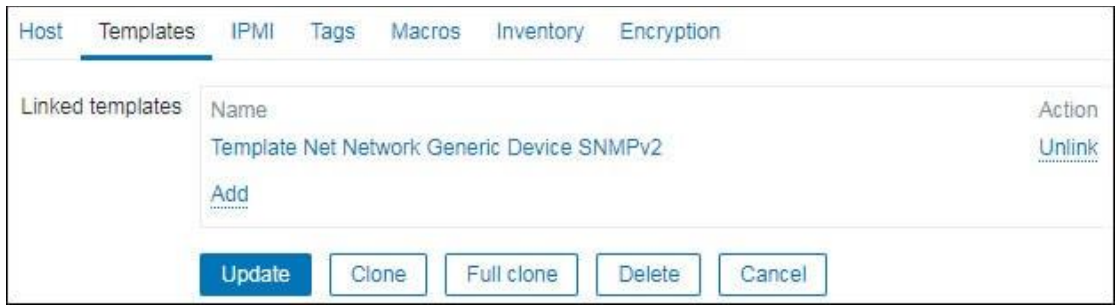 Host Templates IPMI Tags Macros Inventory Encryption
Linked templates Name Action
Template Net Network Generic Device SNMPv2 Unlink
Add
Update Clone Full clone Delete Cancel